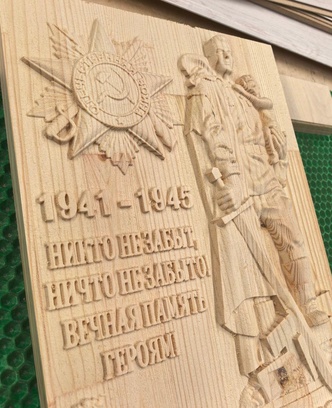 1941 - 1945
НИКТО НЕ ЗАБЫТ,
НИЧТО НЕ ЗАБЫТО!
ВЕЧНАЯ ПАМЯТЬ
ГЕРОЯМ